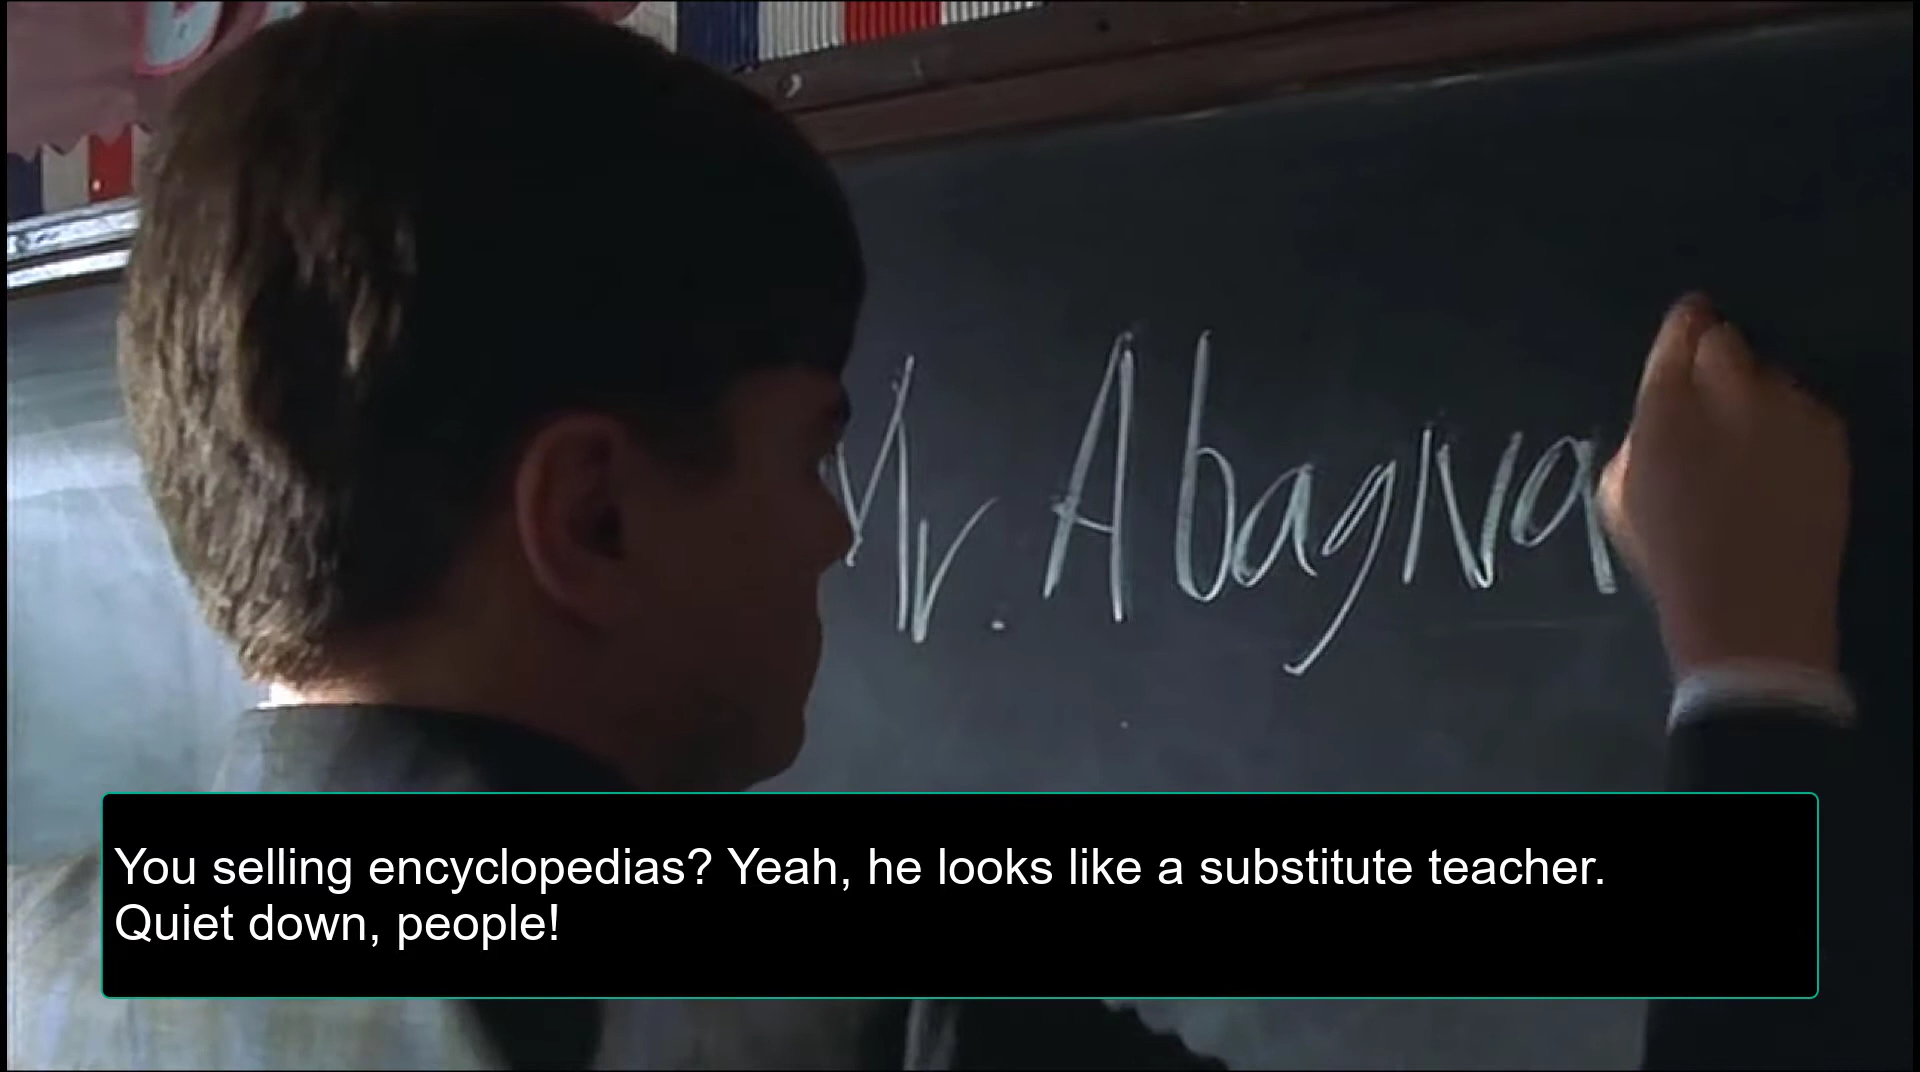 Mr. Abagna
You selling encyclopedias? Yeah, he looks like a substitute teacher.
Quiet down, people!